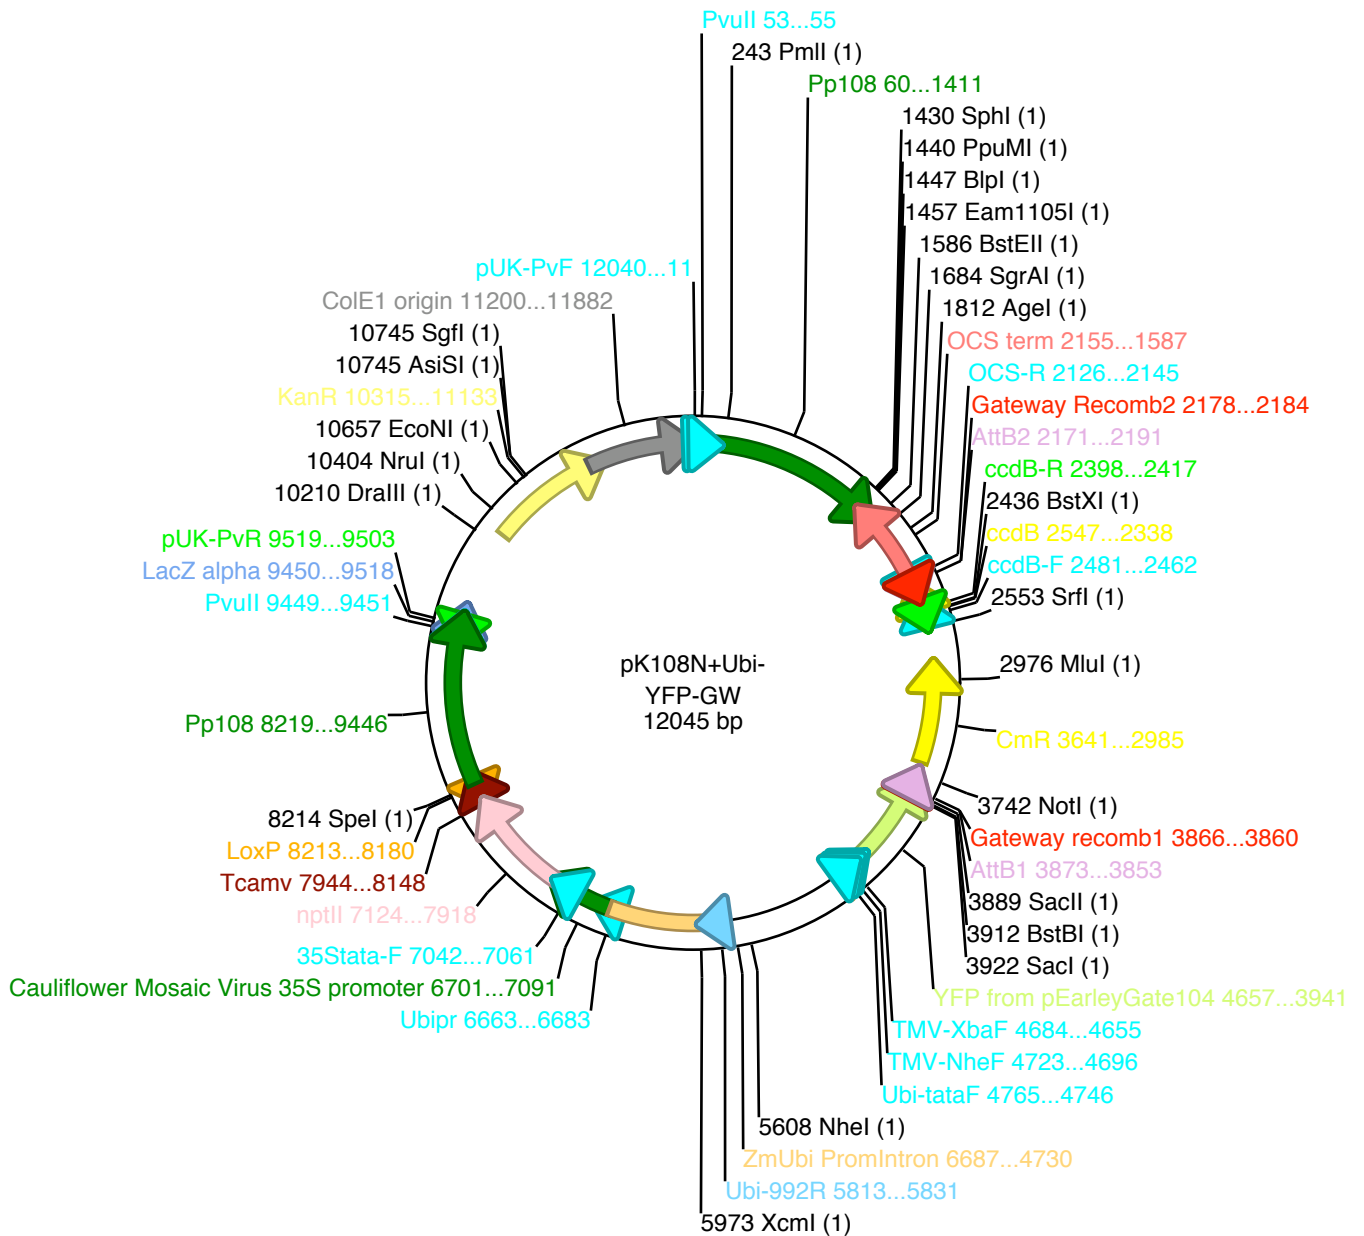 PvuII 53...55
243 PmlI (1)
Pp108 60...1411
1430 SphI (1)
1440 PpuMI (1)
1447 BlpI (1)
1457 Eam1105I (1)
1586 BstEII (1)
1684 SgrAI (1)
1812 AgeI (1)
OCS term 2155...1587
OCS-R 2126...2145
Gateway Recomb2 2178...2184
AttB2 2171...2191
ccdB-R 2398...2417
2436 BstXI (1)
ccdB 2547...2338
ccdB-F 2481...2462
2553 SrfI (1)
2976 MluI (1)
CmR 3641...2985
3742 NotI (1)
Gateway recomb1 3866...3860
AttB1 3873...3853
3889 SacII (1)
3912 BstBI (1)
3922 SacI (1)
YFP from pEarleyGate104 4657...3941
TMV-XbaF 4684...4655
TMV-NheF 4723...4696
Ubi-tataF 4765...4746
5608 NheI (1)
ZmUbi PromIntron 6687...4730
Ubi-992R 5813...5831
5973 XcmI (1)
Ubipr 6663...6683
Cauliflower Mosaic Virus 35S promoter 6701...7091
35Stata-F 7042...7061
nptII 7124...7918
Tcamv 7944...8148
LoxP 8213...8180
8214 SpeI (1)
Pp108 8219...9446
PvuII 9449...9451
LacZ alpha 9450...9518
pUK-PvR 9519...9503
10210 DraIII (1)
10404 NruI (1)
10657 EcoNI (1)
KanR 10315...11133
10745 AsiSI (1)
10745 SgfI (1)
ColE1 origin 11200...11882
pUK-PvF 12040...11
pK108N+Ubi-
YFP-GW
12045 bp